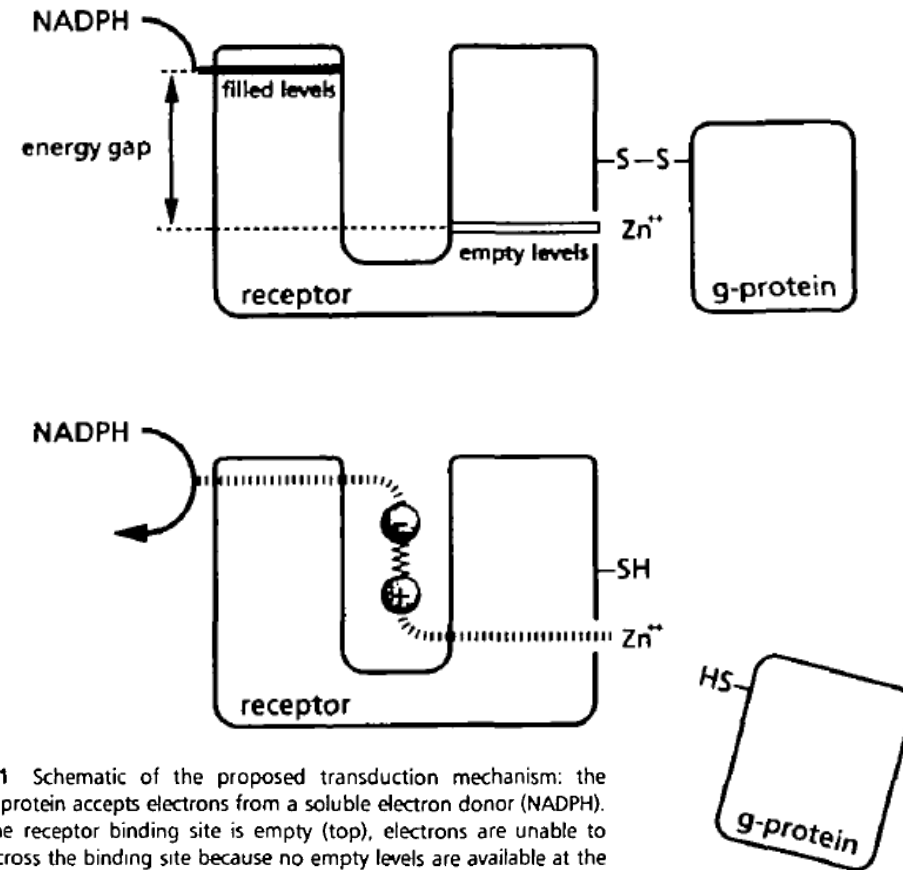 NADPH
filled levels
energy gap
S–S
Zn⁺⁺
empty levels
receptor
g-protein
NADPH
−
+
SH
Zn⁺⁺
HS
receptor
g-protein
1 Schematic of the proposed transduction mechanism: the
protein accepts electrons from a soluble electron donor (NADPH).
receptor binding site is empty (top), electrons are unable to
the binding site because no empty levels are available at the